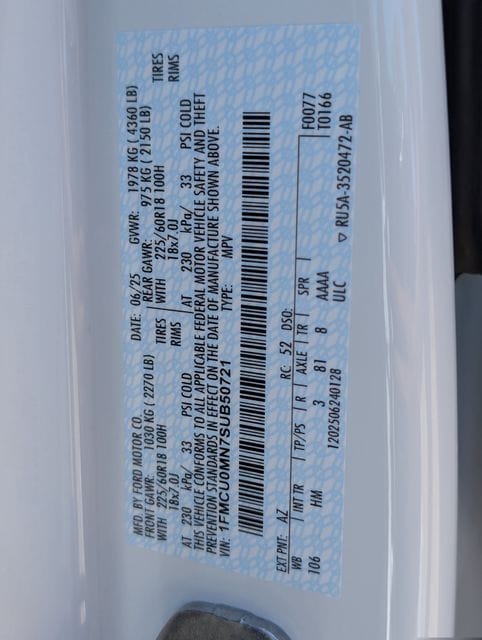 MFD. BY FORD MOTOR CO. DATE: 06/25 GVWR: 1978 KG ( 4360 LB)
FRONT GAWR: 1030 KG ( 2270 LB) REAR GAWR: 975 KG ( 2150 LB)
WITH 225/60R18 100H TIRES WITH 225/60R18 100H TIRES
18x7.0J RIMS 18x7.0J RIMS
AT 230 kPa/ 33 PSI COLD AT 230 kPa/ 33 PSI COLD
THIS VEHICLE CONFORMS TO ALL APPLICABLE FEDERAL MOTOR VEHICLE SAFETY AND THEFT
PREVENTION STANDARDS IN EFFECT ON THE DATE OF MANUFACTURE SHOWN ABOVE.
VIN: 1FMCU0MN7SUB50721 TYPE: MPV
F0077
T0166
EXT PNT: AZ RC: 52 DSO:
WB INT TR TP/PS R AXLE TR SPR
106 HM 3 81 8 AAAA
ULC
1202506240128
▽ RU5A-3520472-AB